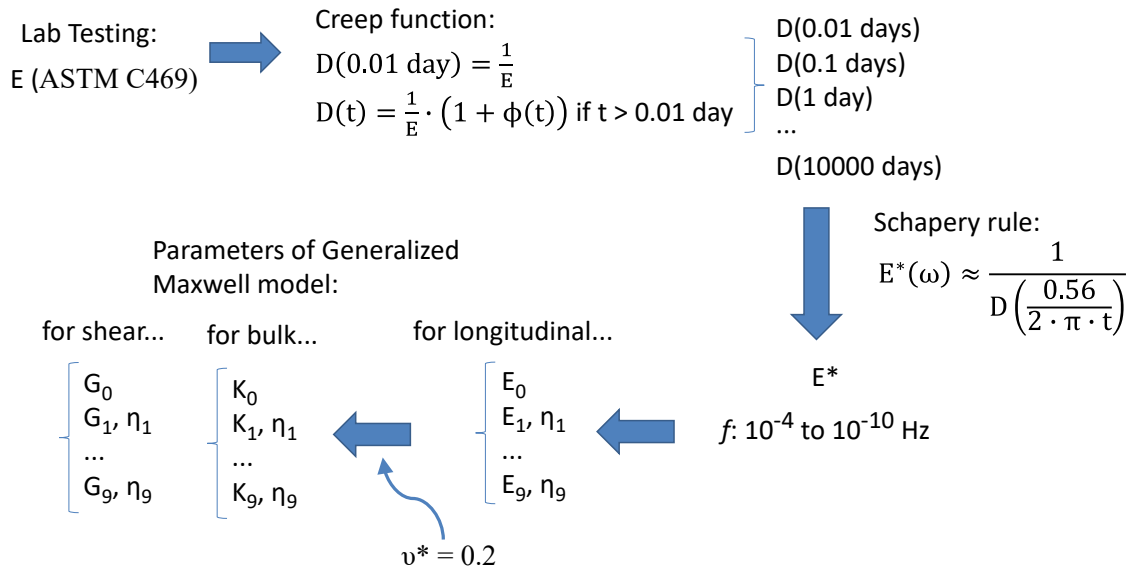 Lab Testing:
E (ASTM C469)
Creep function:
D(0.01 day) = 1/E
D(t) = 1/E · (1 + ϕ(t)) if t > 0.01 day
D(0.01 days)
D(0.1 days)
D(1 day)
...
D(10000 days)
Schapery rule:
E*(ω) ≈ 1 / D(0.56 / 2 · π · t)
E*
f: 10⁻⁴ to 10⁻¹⁰ Hz
Parameters of Generalized
Maxwell model:
for shear...
G₀
G₁, η₁
...
G₉, η₉
for bulk...
K₀
K₁, η₁
...
K₉, η₉
for longitudinal...
E₀
E₁, η₁
...
E₉, η₉
υ* = 0.2